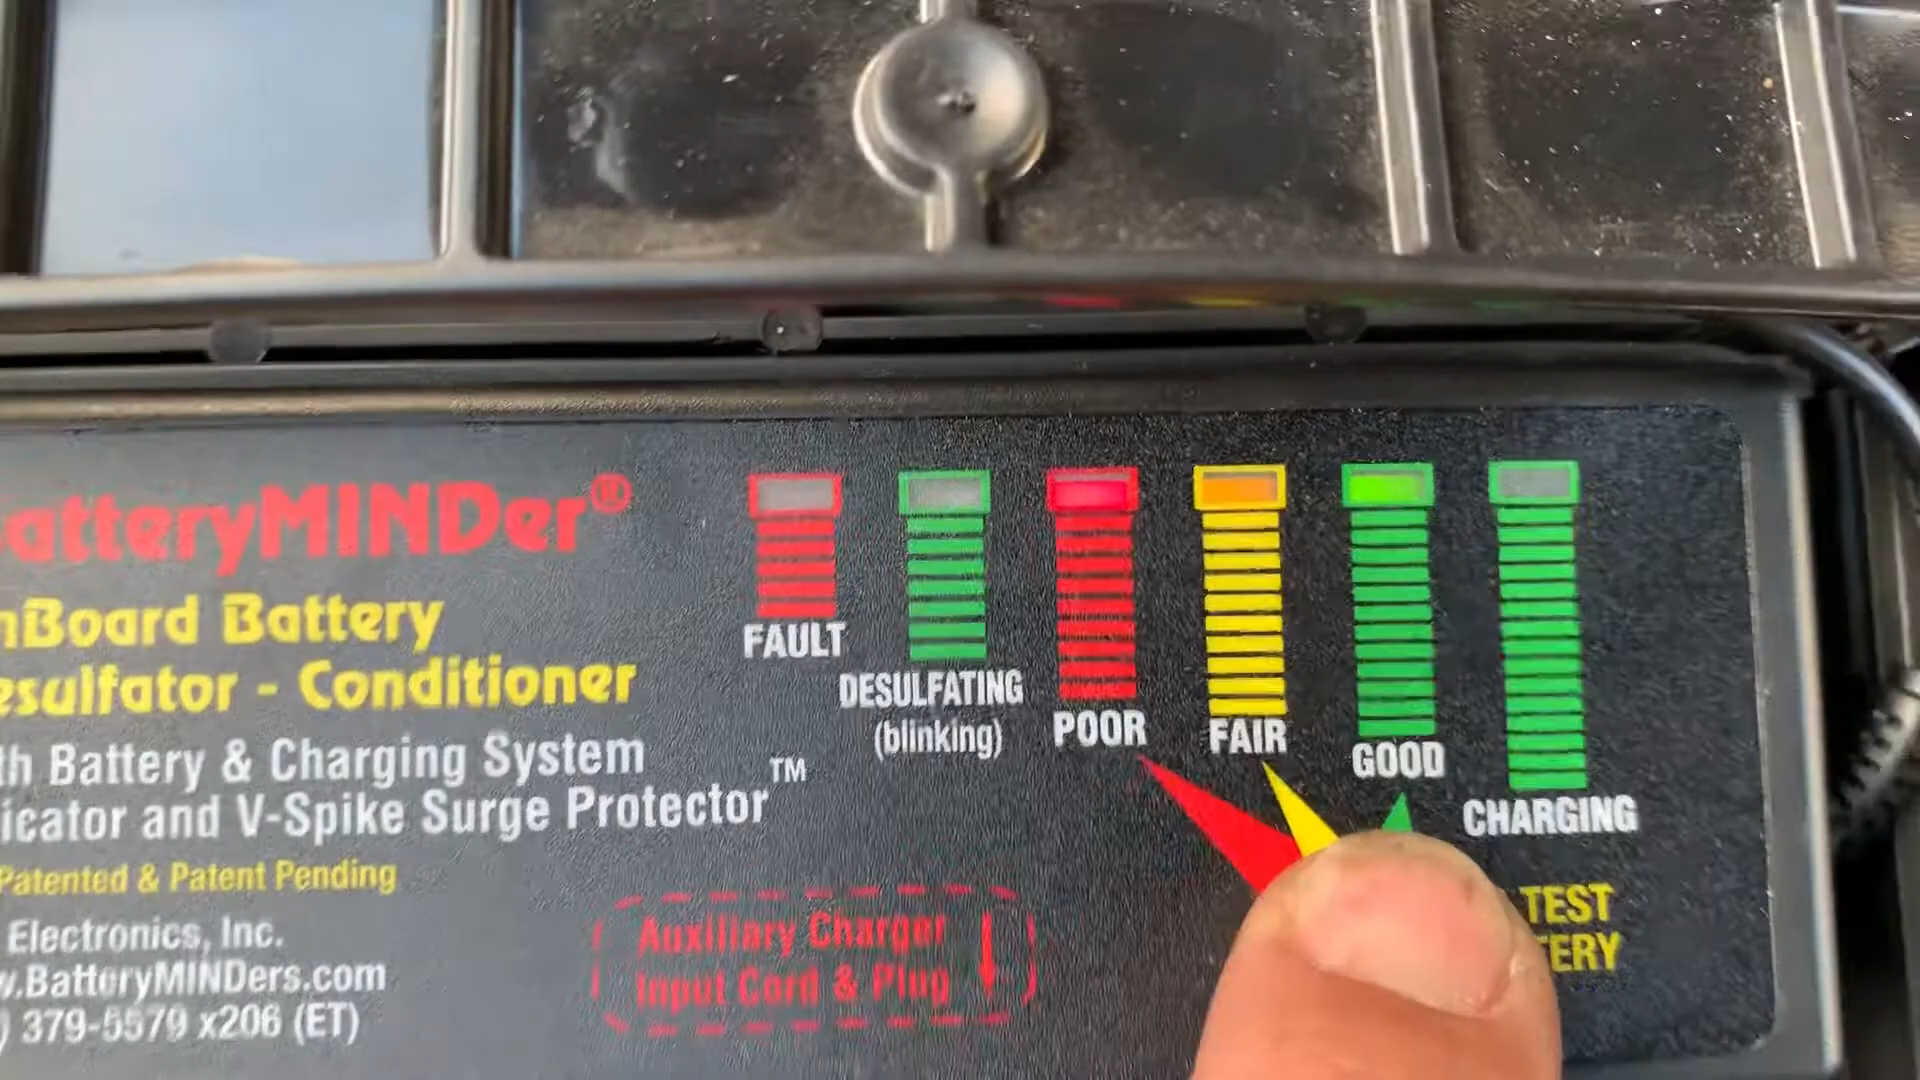 atteryMINDer®
nBoard Battery
esulfator - Conditioner
th Battery & Charging System
icator and V-Spike Surge Protector™
Patented & Patent Pending
Electronics, Inc.
w.BatteryMINDers.com
) 379-5579 x206 (ET)
FAULT
DESULFATING
(blinking)
POOR
FAIR
GOOD
CHARGING
Auxiliary Charger
Input Cord & Plug
TEST
TERY